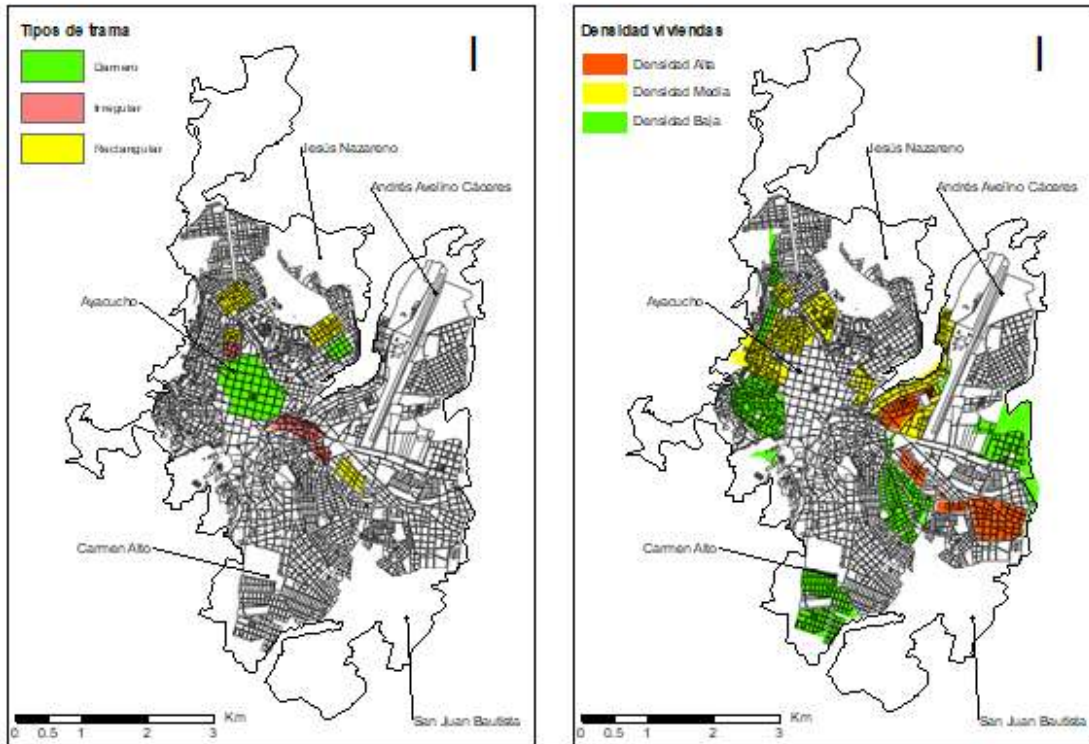 Tipos de trama
Damero
Irregular
Rectangular
Jesús Nazareno
Andrés Avelino Cáceres
Ayacucho
Carmen Alto
San Juan Bautista
Km
0 0.5 1 2 3
Densidad viviendas
Densidad Alta
Densidad Media
Densidad Baja
Jesús Nazareno
Andrés Avelino Cáceres
Ayacucho
Carmen Alto
San Juan Bautista
Km
0 0.5 1 2 3